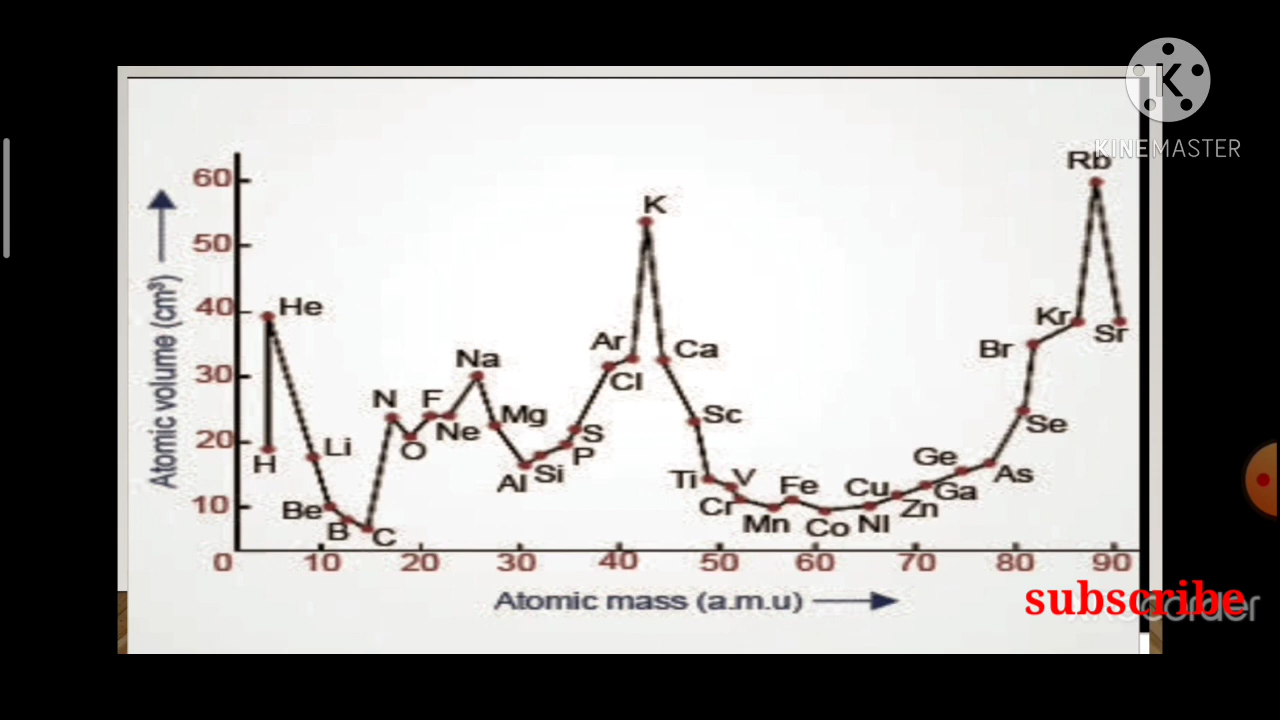 K
KINEMASTER
Rb
60
K
50
Atomic volume (cm³)
40
He
Ar
Ca
Kr
Sr
Br
30
Na
Cl
N
F
Mg
Sc
20
Ne
S
Se
H
Li
O
P
Al
Si
Ti
V
Ge
As
10
Be
Cr
Fe
Cu
Ga
B
C
Mn
Co
NI
Zn
0
10
20
30
40
50
60
70
80
90
Atomic mass (a.m.u)
subscribe